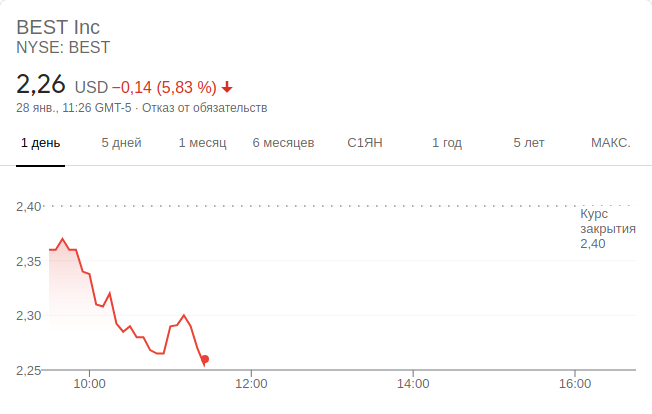 BEST Inc
NYSE: BEST
2,26 USD −0,14 (5,83 %)
28 янв., 11:26 GMT-5 · Отказ от обязательств
1 день 5 дней 1 месяц 6 месяцев С1ЯН 1 год 5 лет МАКС.
2,40
Курс
закрытия
2,40
2,35
2,30
2,25
10:00 12:00 14:00 16:00